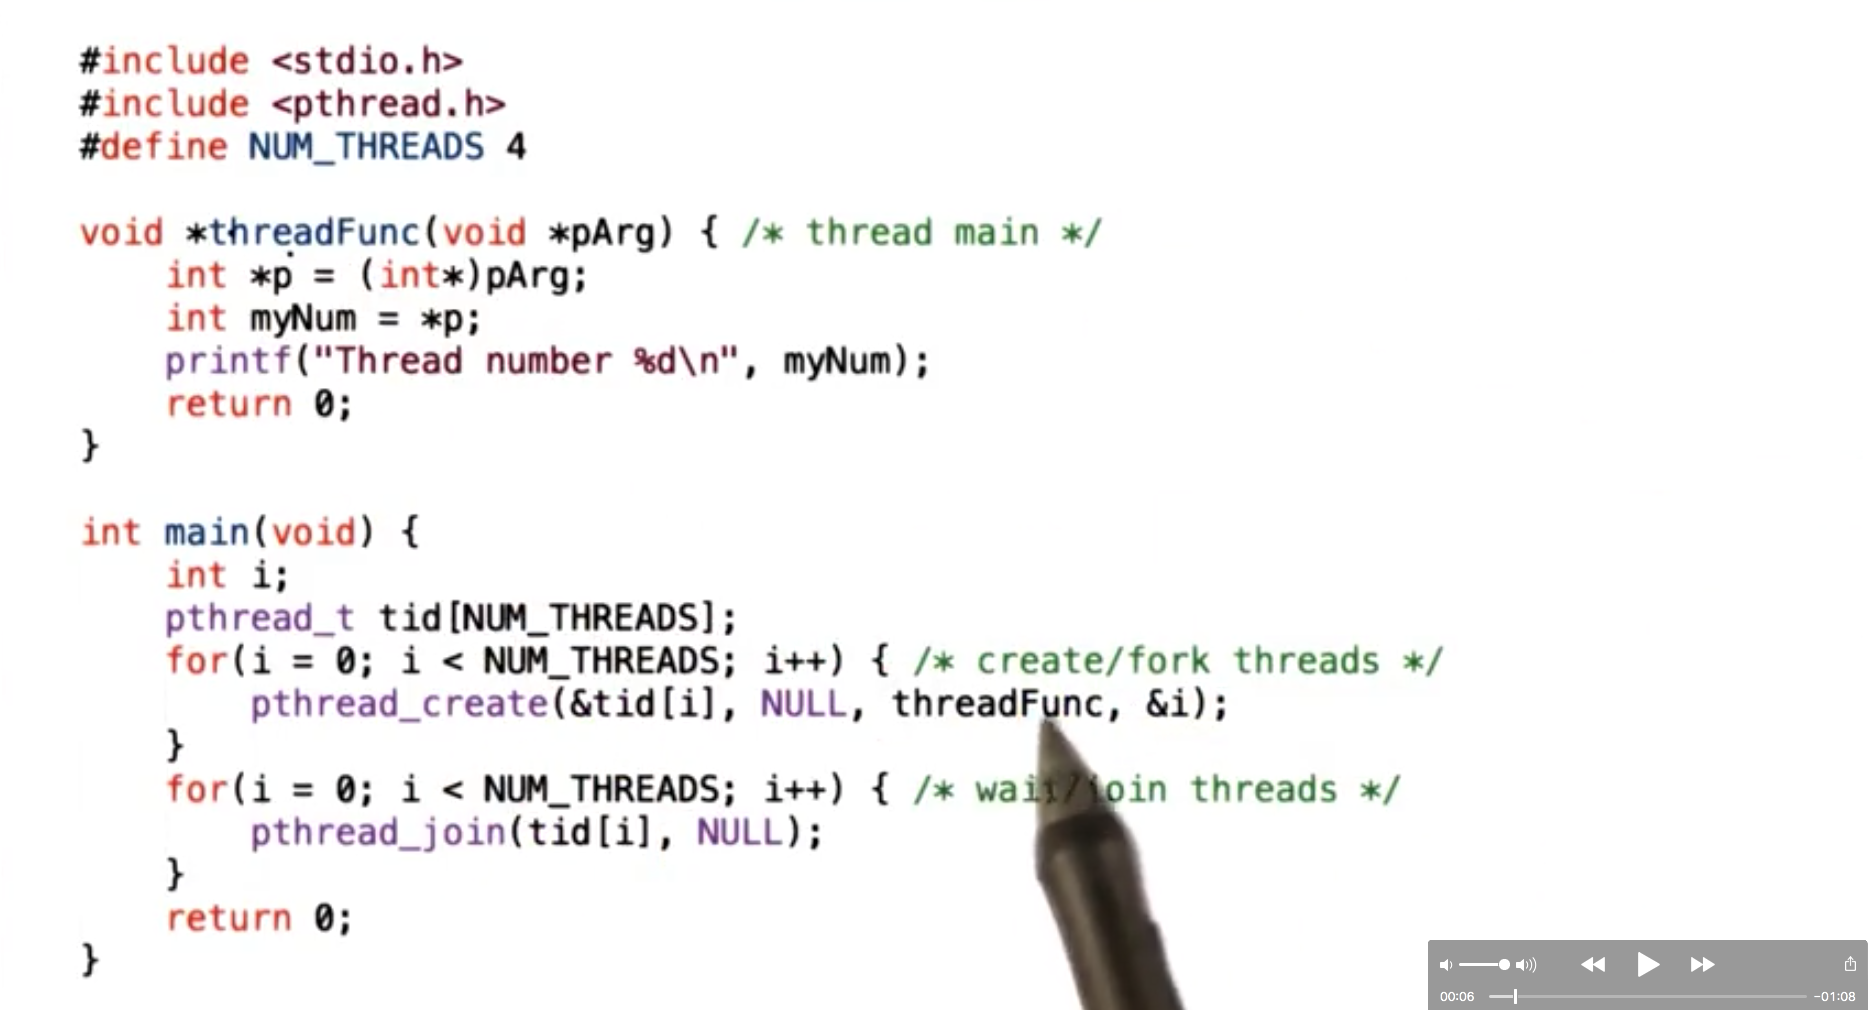 #include <stdio.h>
#include <pthread.h>
#define NUM_THREADS 4
void *threadFunc(void *pArg) { /* thread main */
int *p = (int*)pArg;
int myNum = *p;
printf("Thread number %d\n", myNum);
return 0;
}
int main(void) {
int i;
pthread_t tid[NUM_THREADS];
for(i = 0; i < NUM_THREADS; i++) { /* create/fork threads */
pthread_create(&tid[i], NULL, threadFunc, &i);
}
for(i = 0; i < NUM_THREADS; i++) { /* wait/join threads */
pthread_join(tid[i], NULL);
}
return 0;
}
00:06
-01:08